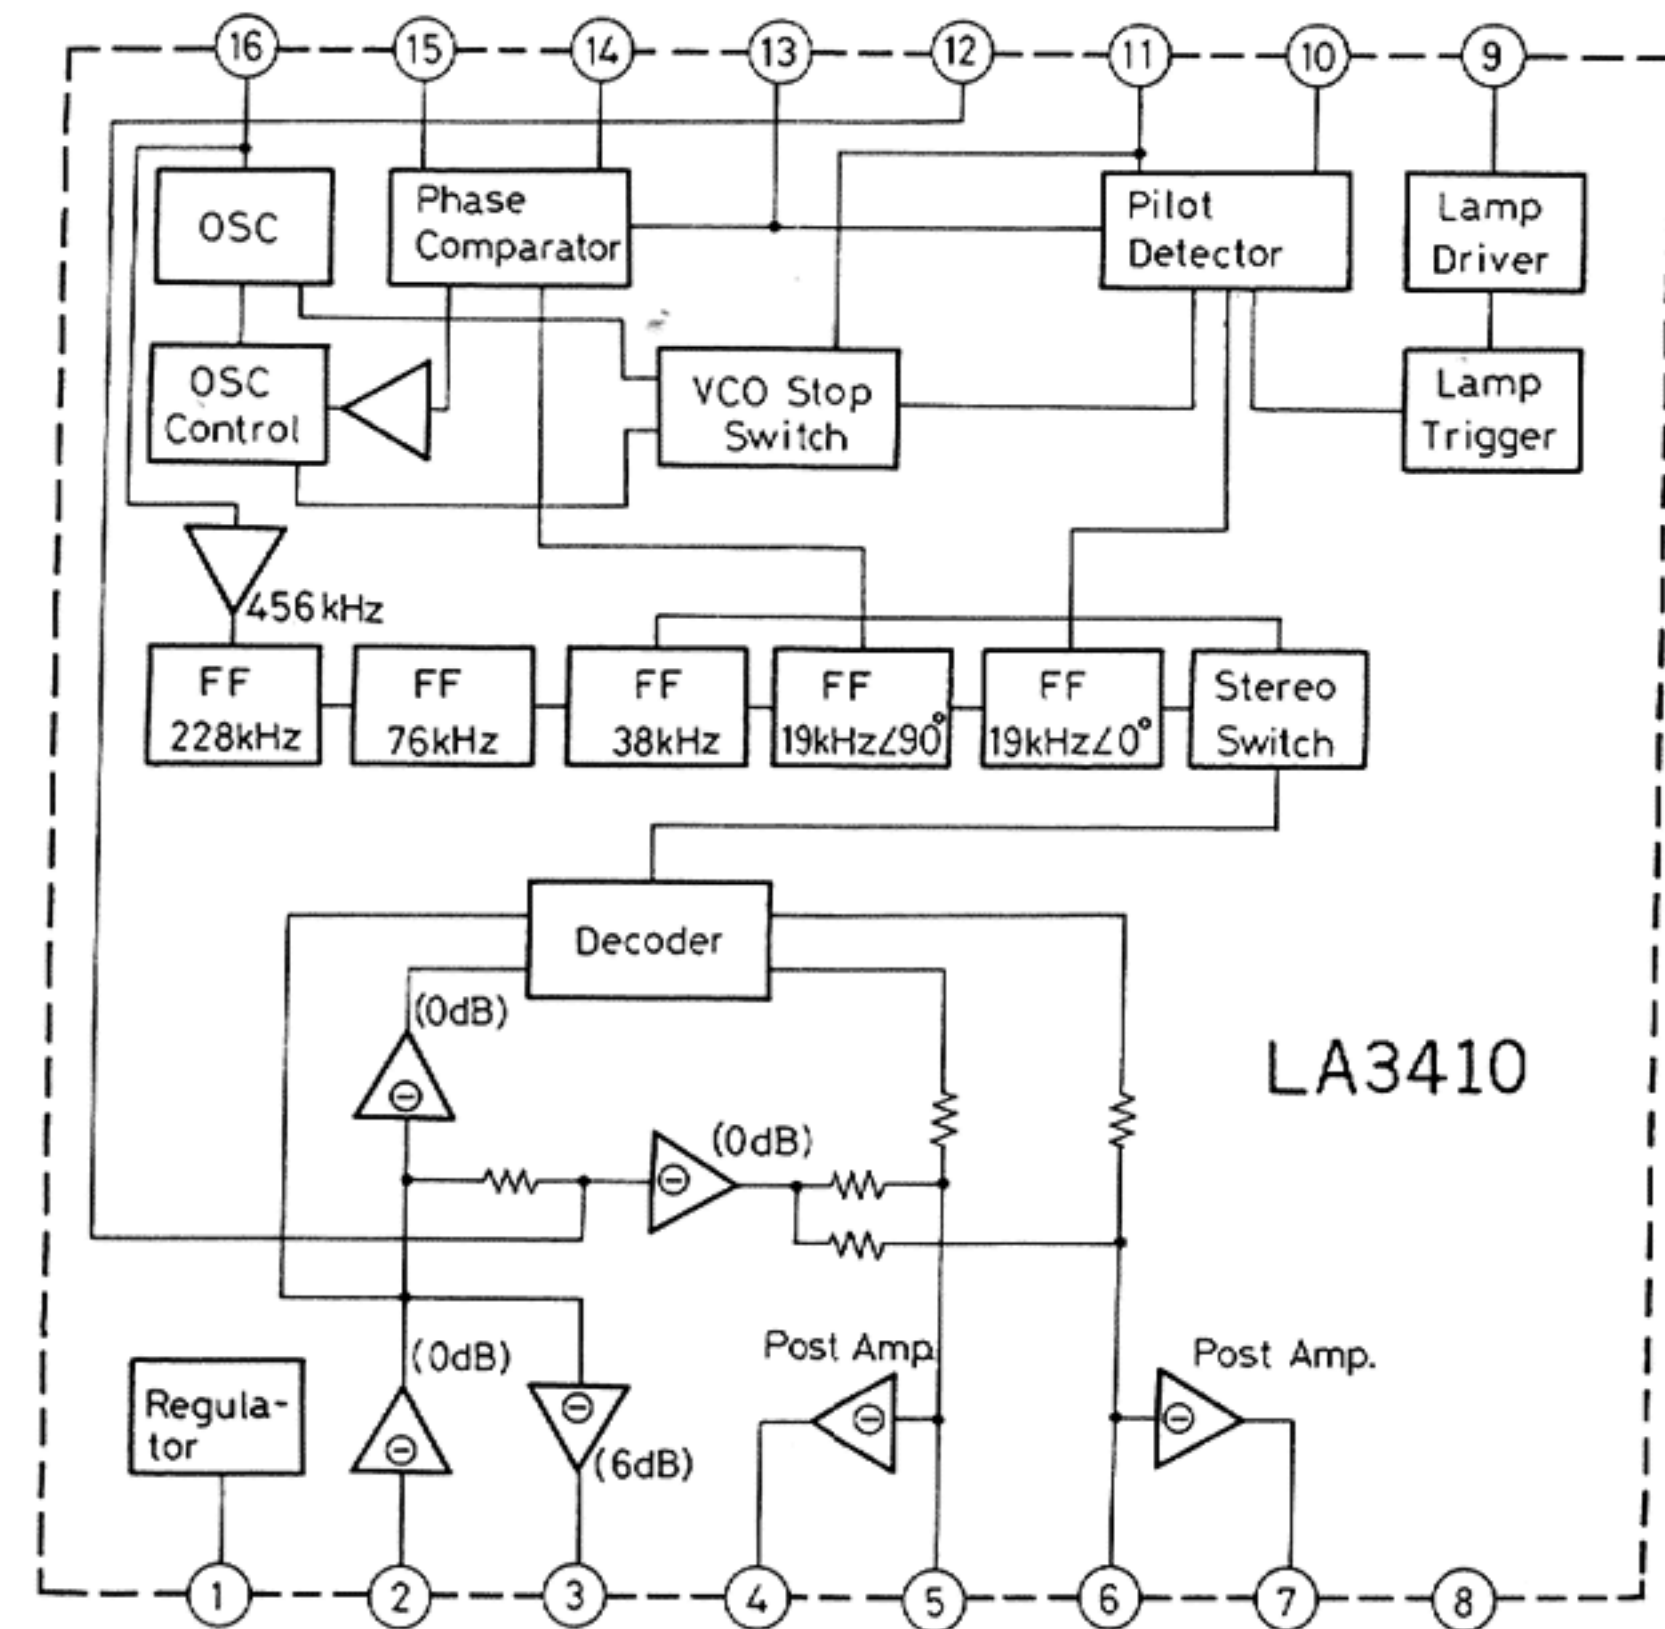 16 15 14 13 12 11 10 9
OSC
Phase
Comparator
Pilot
Detector
Lamp
Driver
OSC
Control
VCO Stop
Switch
Lamp
Trigger
456kHz
FF
228kHz
FF
76kHz
FF
38kHz
FF
19kHz∠90°
FF
19kHz∠0°
Stereo
Switch
Decoder
(0dB)
⊖
LA3410
(0dB)
⊖
(0dB)
⊖
Regula-
tor
⊖
(6dB)
Post Amp.
⊖
Post Amp.
⊖
1 2 3 4 5 6 7 8